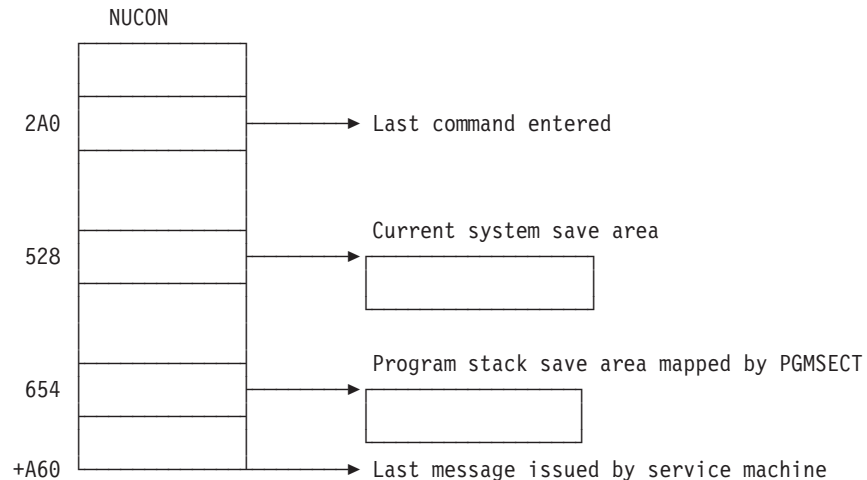 NUCON
2A0 Last command entered
Current system save area
528
Program stack save area mapped by PGMSECT
654
+A60 Last message issued by service machine